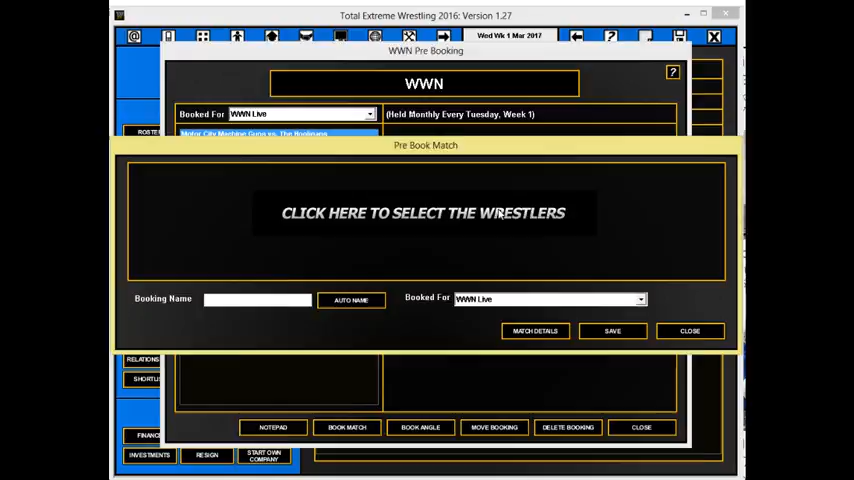 Total Extreme Wrestling 2016: Version 1.27
Wed Wk 1 Mar 2017
WWN Pre Booking
WWN
?
Booked For WWN Live (Held Monthly Every Tuesday, Week 1)
ROSTE
Motor City Machine Guns vs. The Hooligans
Pre Book Match
CLICK HERE TO SELECT THE WRESTLERS
Booking Name AUTO NAME Booked For WWN Live
MATCH DETAILS SAVE CLOSE
RELATIONS
SHORTLIS
FINANC
NOTEPAD BOOK MATCH BOOK ANGLE MOVE BOOKING DELETE BOOKING CLOSE
INVESTMENTS RESIGN START OWN COMPANY